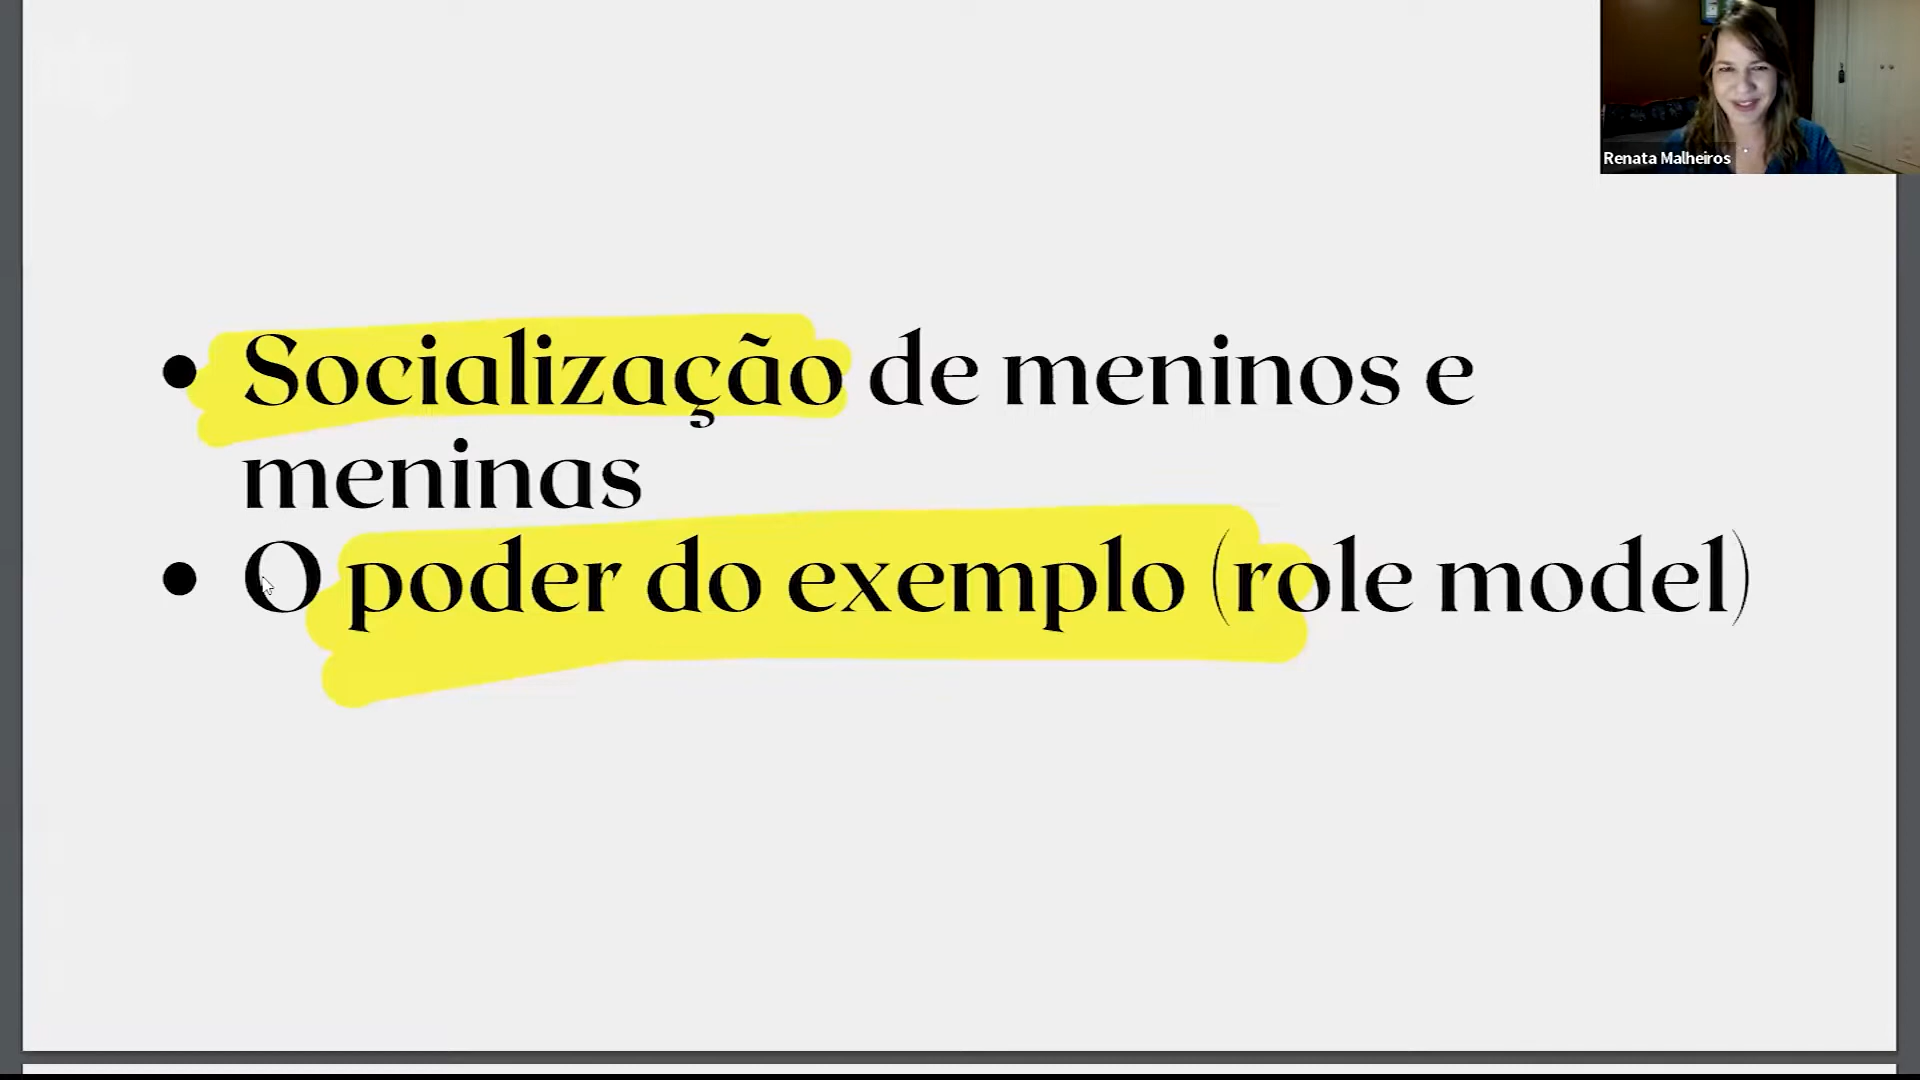 Renata Malheiros
• Socialização de meninos e
meninas
• O poder do exemplo (role model)